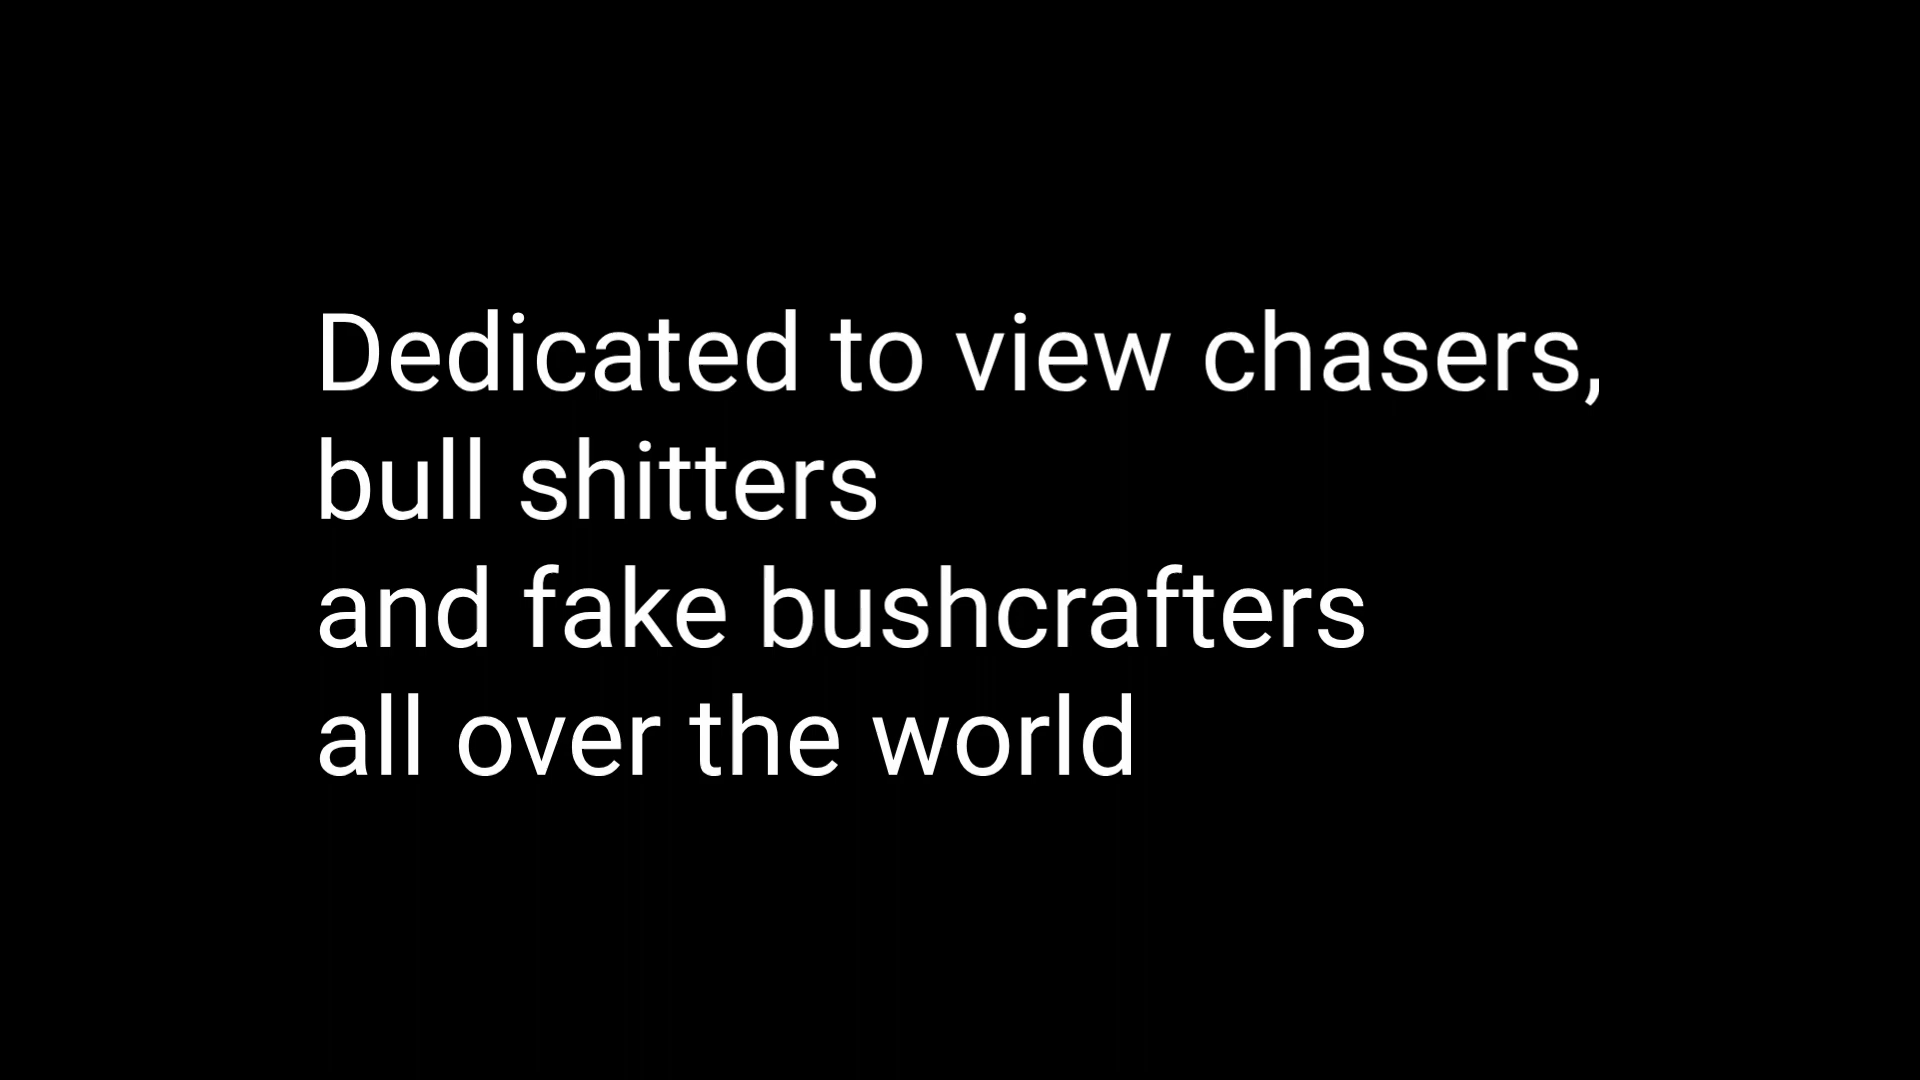 Dedicated to view chasers,
bull shitters
and fake bushcrafters
all over the world